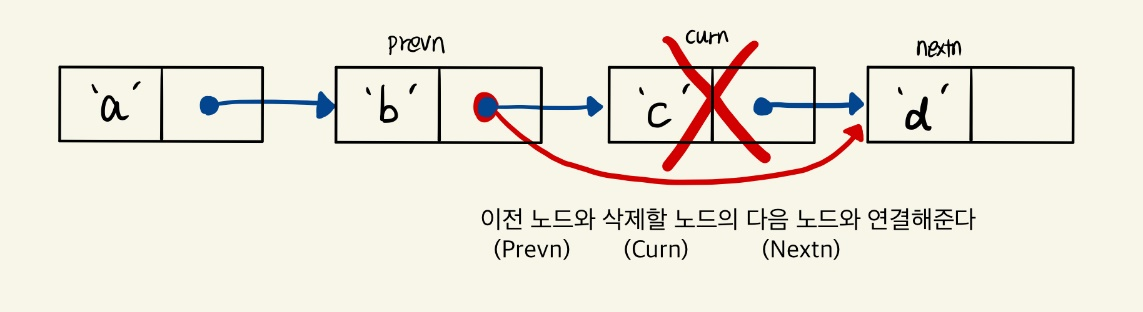 prevn curn nextn
'a' 'b' 'c' 'd'
이전 노드와 삭제할 노드의 다음 노드와 연결해준다
(Prevn) (Curn) (Nextn)